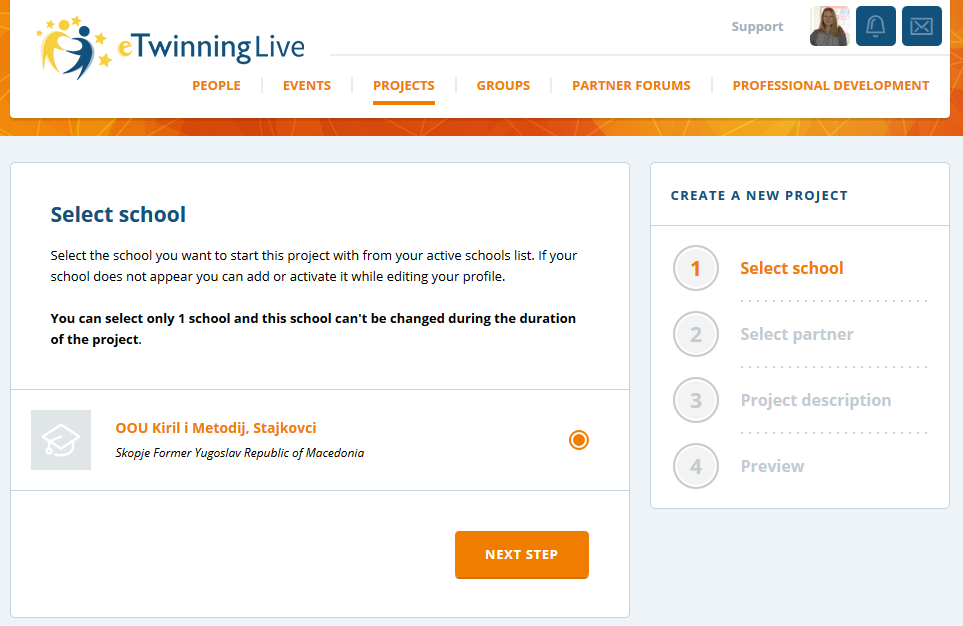 eTwinningLive
Support
PEOPLE
EVENTS
PROJECTS
GROUPS
PARTNER FORUMS
PROFESSIONAL DEVELOPMENT
Select school
Select the school you want to start this project with from your active schools list. If your
school does not appear you can add or activate it while editing your profile.
You can select only 1 school and this school can't be changed during the duration
of the project.
OOU Kiril i Metodij, Stajkovci
Skopje Former Yugoslav Republic of Macedonia
NEXT STEP
CREATE A NEW PROJECT
1 Select school
2 Select partner
3 Project description
4 Preview